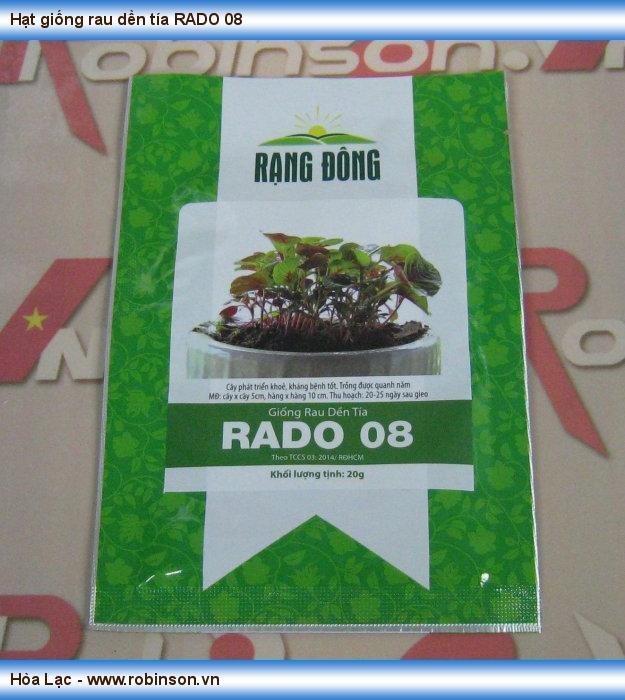 Hạt giống rau dền tía RADO 08
Robinson.v
RẠNG ĐÔNG
Cây phát triển khoẻ, kháng bệnh tốt. Trồng được quanh năm
MĐ: cây x cây 5cm, hàng x hàng 10 cm. Thu hoạch: 20-25 ngày sau gieo
Giống Rau Dền Tía
RADO 08
Theo TCCS 03: 2014/ RĐHCM
Khối lượng tịnh: 20g
Hòa Lạc - www.robinson.vn